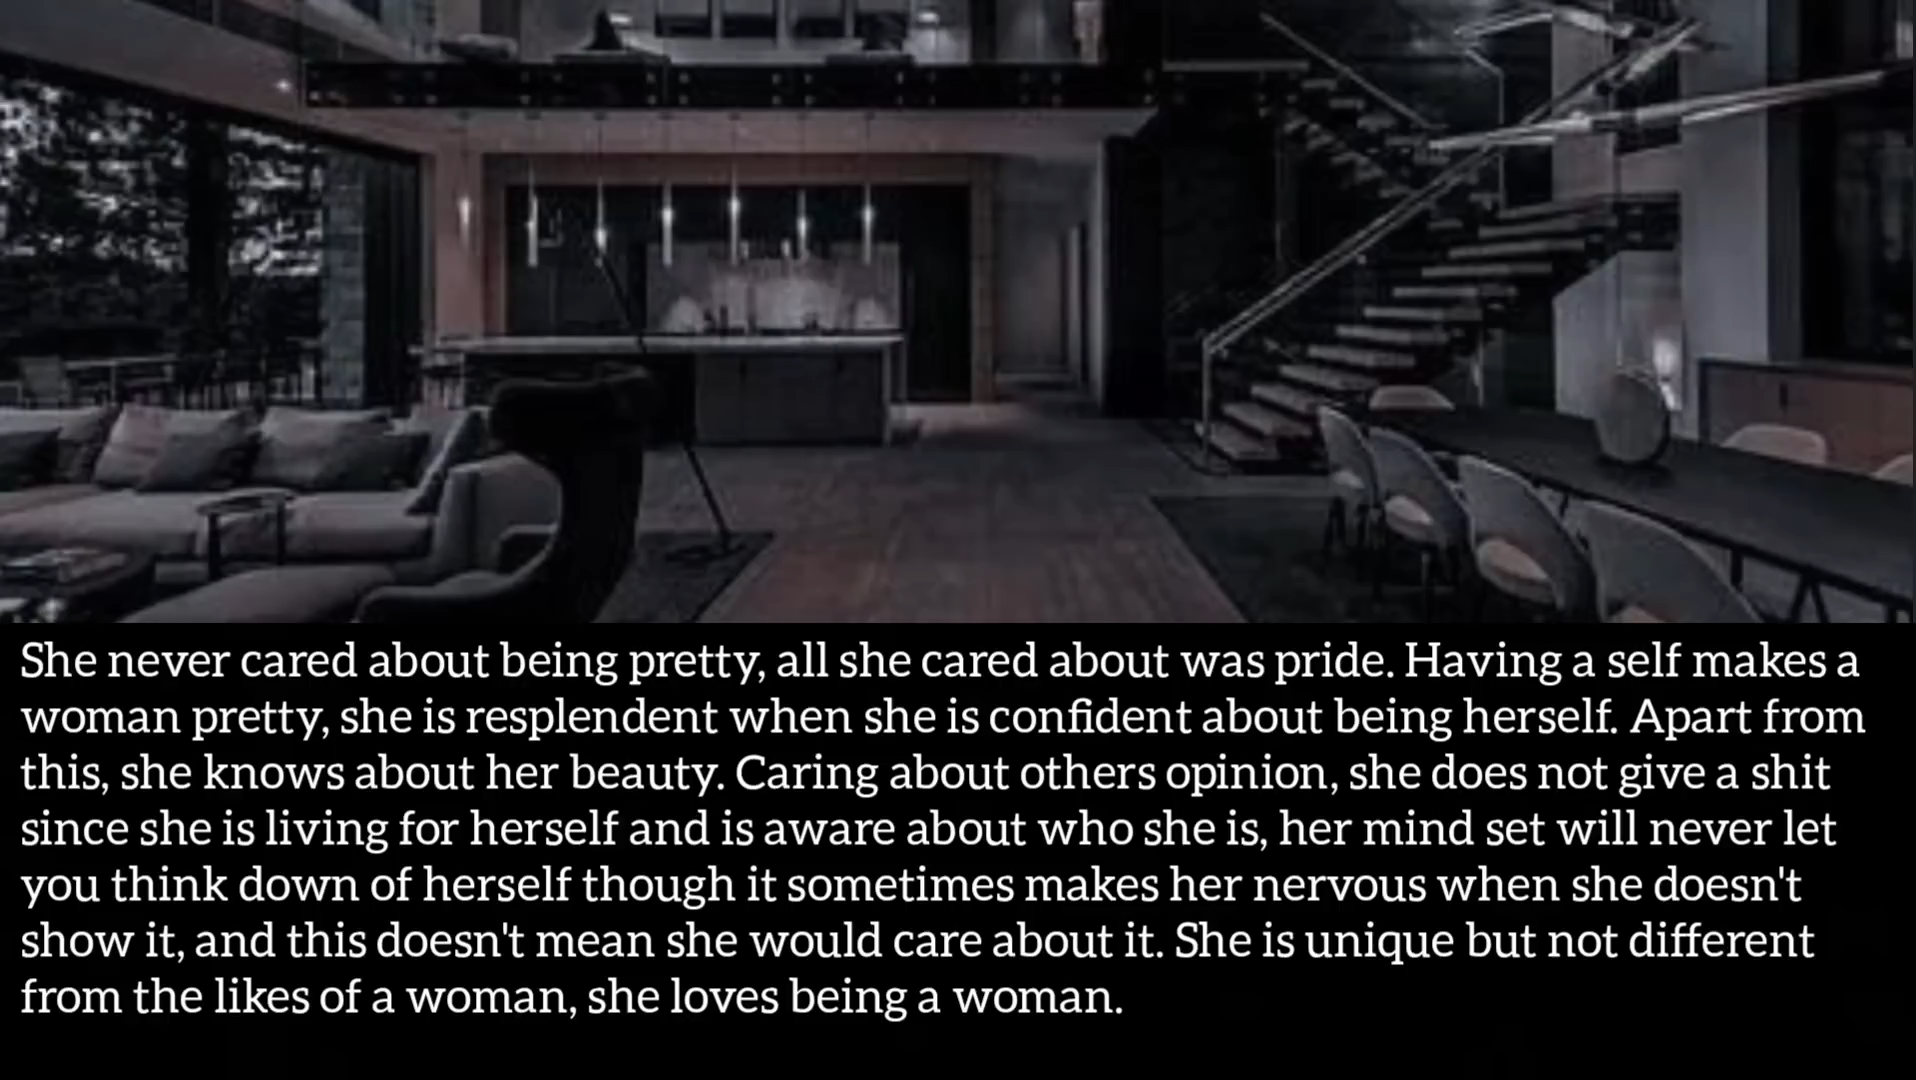 She never cared about being pretty, all she cared about was pride. Having a self makes a
woman pretty, she is resplendent when she is confident about being herself. Apart from
this, she knows about her beauty. Caring about others opinion, she does not give a shit
since she is living for herself and is aware about who she is, her mind set will never let
you think down of herself though it sometimes makes her nervous when she doesn't
show it, and this doesn't mean she would care about it. She is unique but not different
from the likes of a woman, she loves being a woman.